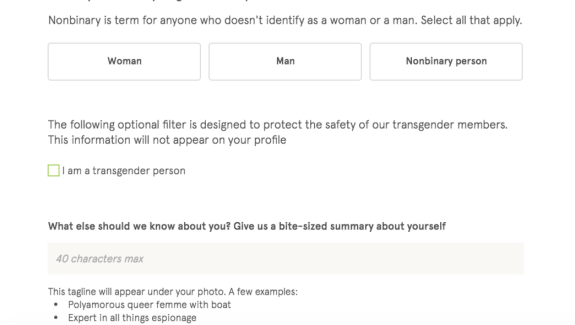 Nonbinary is term for anyone who doesn't identify as a woman or a man. Select all that apply.
Woman
Man
Nonbinary person
The following optional filter is designed to protect the safety of our transgender members.
This information will not appear on your profile
I am a transgender person
What else should we know about you? Give us a bite-sized summary about yourself
40 characters max
This tagline will appear under your photo. A few examples:
• Polyamorous queer femme with boat
• Expert in all things espionage